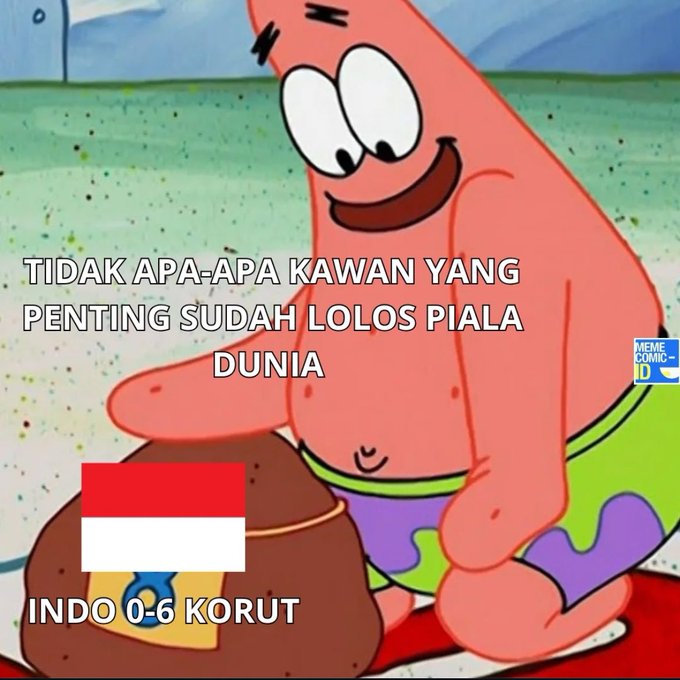 TIDAK APA-APA KAWAN YANG
PENTING SUDAH LOLOS PIALA
DUNIA
MEME
COMIC-
ID
INDO 0-6 KORUT